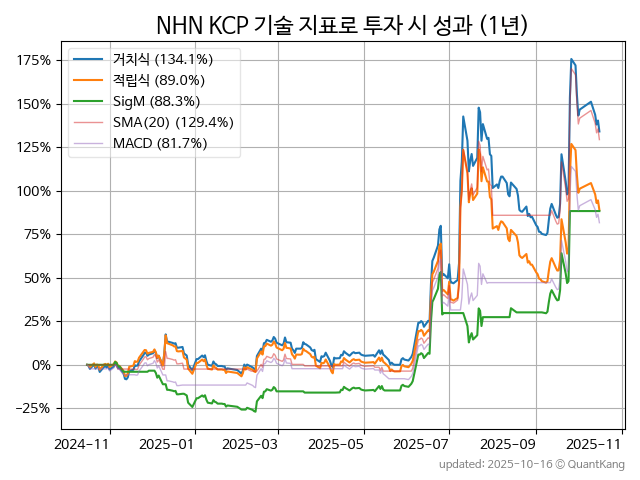 NHN KCP 기술 지표로 투자 시 성과 (1년)
거치식 (134.1%)
적립식 (89.0%)
SigM (88.3%)
SMA(20) (129.4%)
MACD (81.7%)
175%
150%
125%
100%
75%
50%
25%
0%
−25%
2024-11 2025-01 2025-03 2025-05 2025-07 2025-09 2025-11
updated: 2025-10-16 © QuantKang